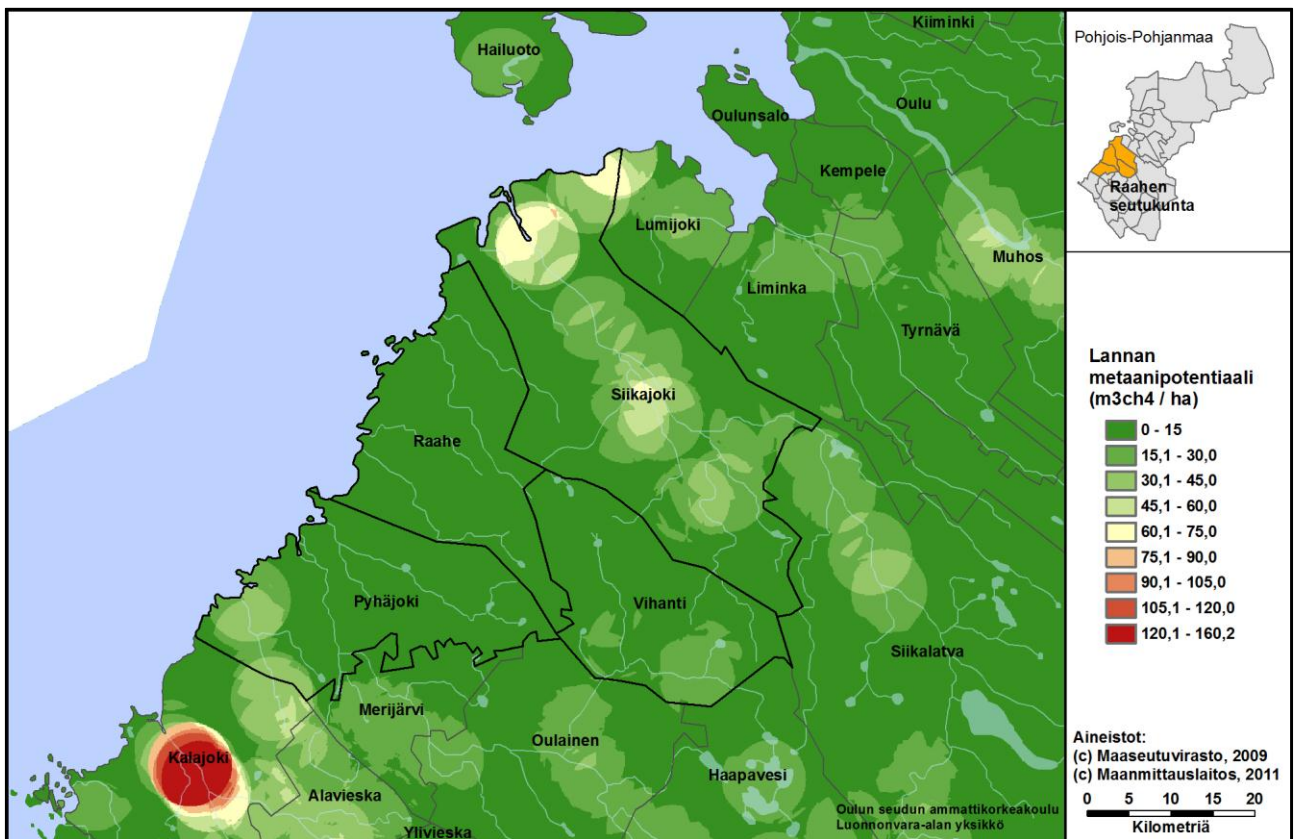 Kiiminki
Hailuoto
Oulu
Oulunsalo
Kempele
Lumijoki
Muhos
Liminka
Tyrnävä
Siikajoki
Raahe
Pyhäjoki
Vihanti
Siikalatva
Merijärvi
Oulainen
Kalajoki
Haapavesi
Alavieska
Ylivieska
Oulun seudun ammattikorkeakoulu
Luonnonvara-alan yksikkö
Pohjois-Pohjanmaa
Raahen
seutukunta
Lannan
metaanipotentiaali
(m3ch4 / ha)
0 - 15
15,1 - 30,0
30,1 - 45,0
45,1 - 60,0
60,1 - 75,0
75,1 - 90,0
90,1 - 105,0
105,1 - 120,0
120,1 - 160,2
Aineistot:
(c) Maaseutuvirasto, 2009
(c) Maanmittauslaitos, 2011
0 5 10 15 20
Kilometriä